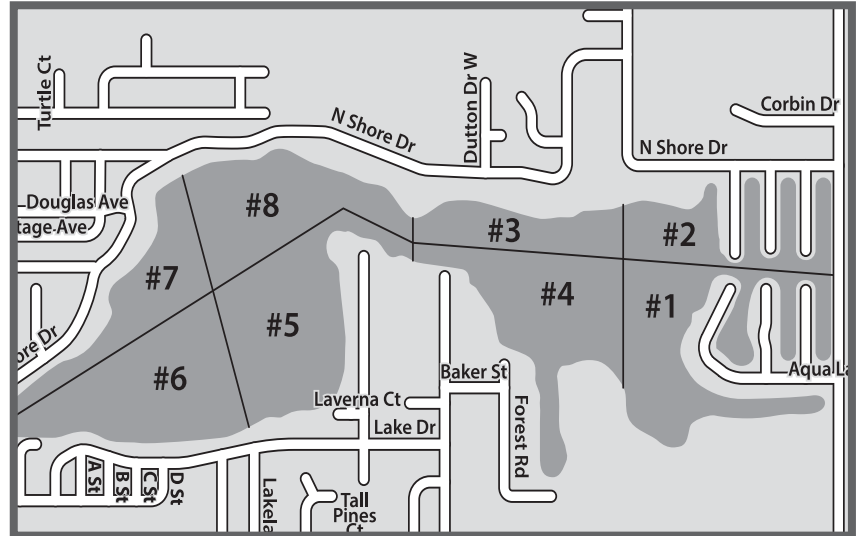 Turtle Ct
N Shore Dr
Dutton Dr W
Corbin Dr
N Shore Dr
Douglas Ave
tage Ave
#8
#3
#2
#7
#5
#4
#1
#6
ore Dr
Baker St
Aqua La
Laverna Ct
Lake Dr
Forest Rd
A St
B St
C St
D St
Lakela
Tall
Pines
Ct